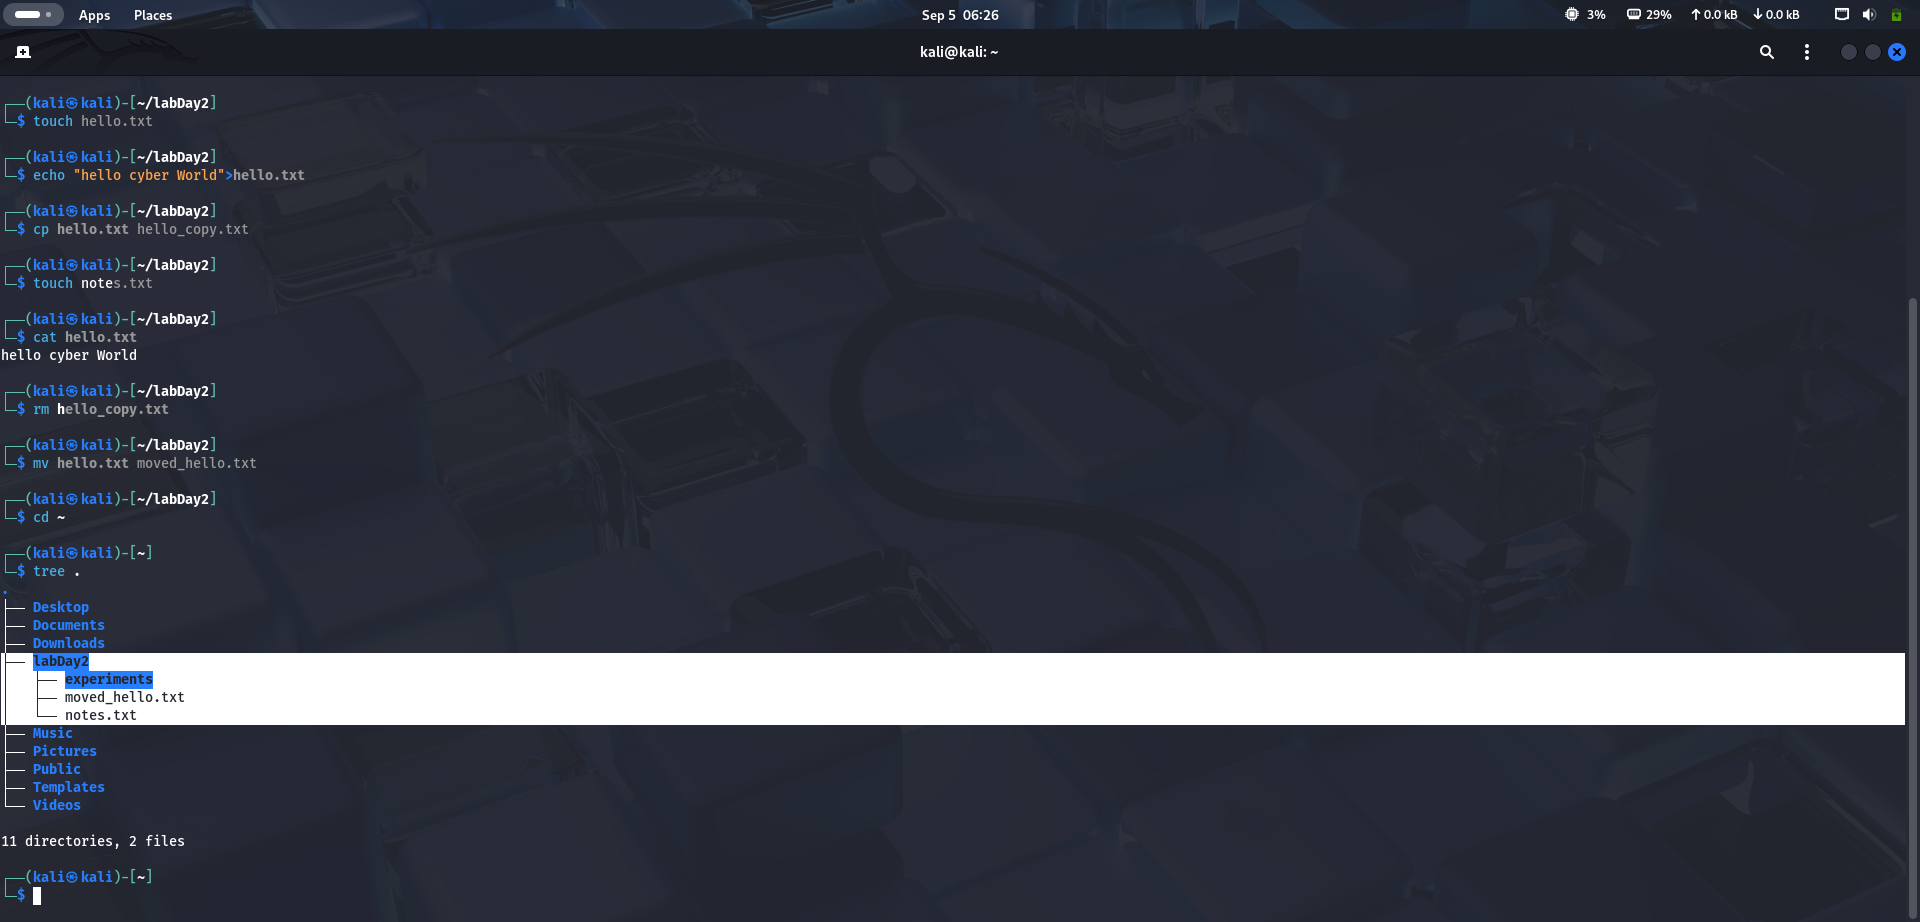 Apps Places Sep 5 06:26 3% 29% 0.0 kB 0.0 kB
kali@kali: ~
┌──(kali㉿kali)-[~/labDay2]
└─$ touch hello.txt
┌──(kali㉿kali)-[~/labDay2]
└─$ echo "hello cyber World">hello.txt
┌──(kali㉿kali)-[~/labDay2]
└─$ cp hello.txt hello_copy.txt
┌──(kali㉿kali)-[~/labDay2]
└─$ touch notes.txt
┌──(kali㉿kali)-[~/labDay2]
└─$ cat hello.txt
hello cyber World
┌──(kali㉿kali)-[~/labDay2]
└─$ rm hello_copy.txt
┌──(kali㉿kali)-[~/labDay2]
└─$ mv hello.txt moved_hello.txt
┌──(kali㉿kali)-[~/labDay2]
└─$ cd ~
┌──(kali㉿kali)-[~]
└─$ tree .
.
├── Desktop
├── Documents
├── Downloads
├── labDay2
│   ├── experiments
│   ├── moved_hello.txt
│   └── notes.txt
├── Music
├── Pictures
├── Public
├── Templates
└── Videos
11 directories, 2 files
┌──(kali㉿kali)-[~]
└─$